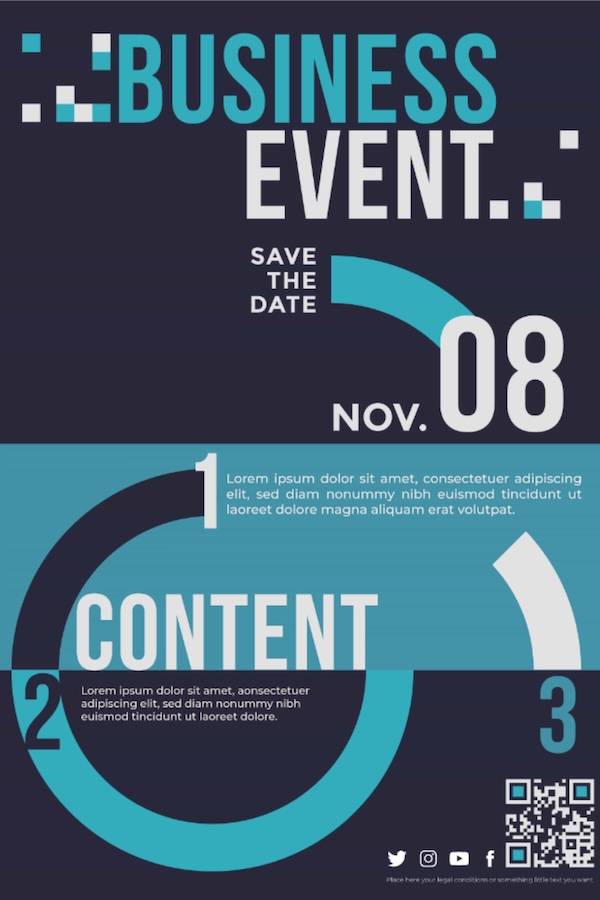 BUSINESS
EVENT
SAVE
THE
DATE
NOV. 08
1
Lorem ipsum dolor sit amet, consectetuer adipiscing
elit, sed diam nonummy nibh euismod tincidunt ut
laoreet dolore magna aliquam erat volutpat.
CONTENT
2
Lorem ipsum dolor sit amet, aonsectetuer
adipiscing elit, sed diam nonummy nibh
euismod tincidunt ut laoreet dolore.
3
Place here your legal conditions or something little text you want